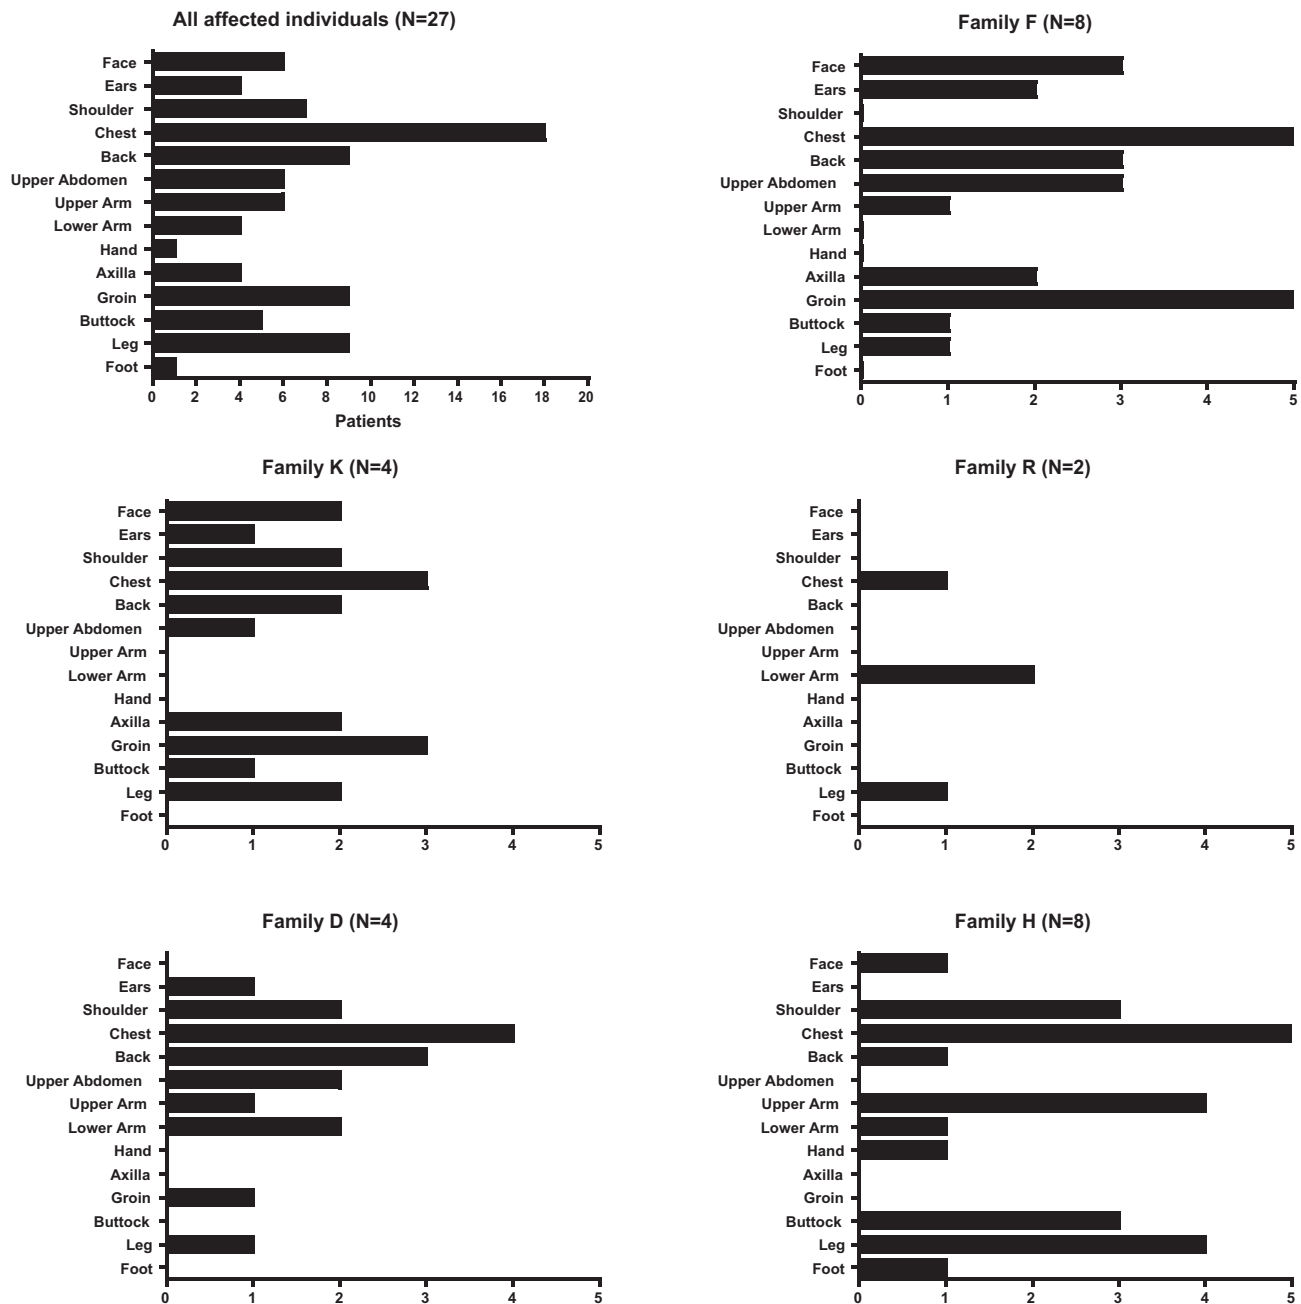 All affected individuals (N=27)
Face
Ears
Shoulder
Chest
Back
Upper Abdomen
Upper Arm
Lower Arm
Hand
Axilla
Groin
Buttock
Leg
Foot
0 2 4 6 8 10 12 14 16 18 20
Patients
Family F (N=8)
Face
Ears
Shoulder
Chest
Back
Upper Abdomen
Upper Arm
Lower Arm
Hand
Axilla
Groin
Buttock
Leg
Foot
0 1 2 3 4 5
Family K (N=4)
Face
Ears
Shoulder
Chest
Back
Upper Abdomen
Upper Arm
Lower Arm
Hand
Axilla
Groin
Buttock
Leg
Foot
0 1 2 3 4 5
Family R (N=2)
Face
Ears
Shoulder
Chest
Back
Upper Abdomen
Upper Arm
Lower Arm
Hand
Axilla
Groin
Buttock
Leg
Foot
0 1 2 3 4 5
Family D (N=4)
Face
Ears
Shoulder
Chest
Back
Upper Abdomen
Upper Arm
Lower Arm
Hand
Axilla
Groin
Buttock
Leg
Foot
0 1 2 3 4 5
Family H (N=8)
Face
Ears
Shoulder
Chest
Back
Upper Abdomen
Upper Arm
Lower Arm
Hand
Axilla
Groin
Buttock
Leg
Foot
0 1 2 3 4 5